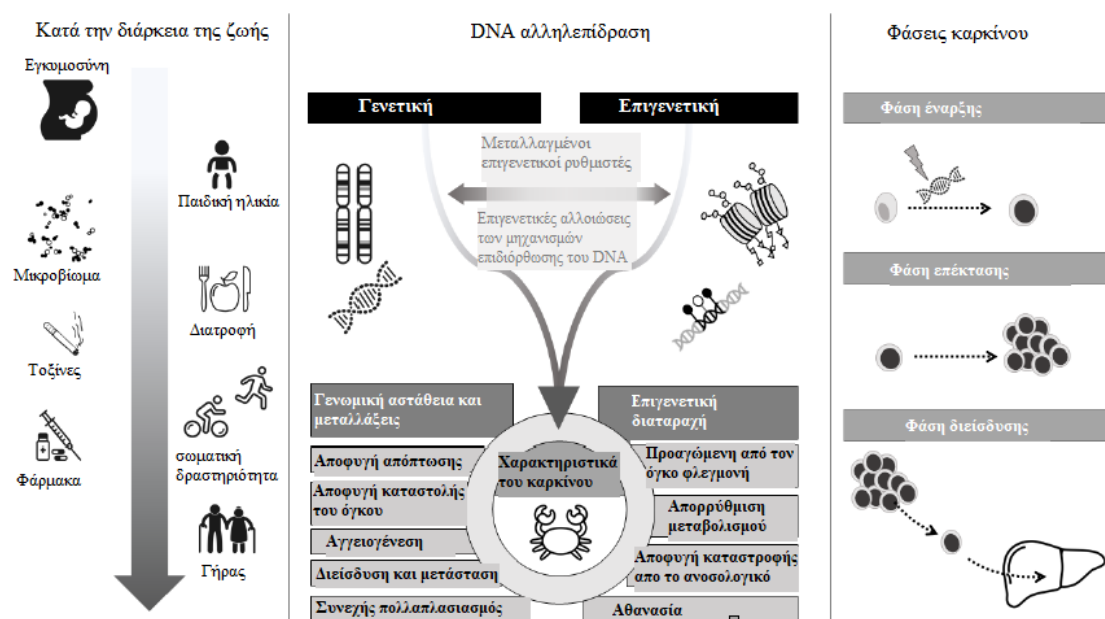 Κατά την διάρκεια της ζωής
Εγκυμοσύνη
Παιδική ηλικία
Μικροβίωμα
Διατροφή
Τοξίνες
σωματική
δραστηριότητα
Φάρμακα
Γήρας
DNA αλληλεπίδραση
Γενετική
Επιγενετική
Μεταλλαγμένοι
επιγενετικοί ρυθμιστές
Επιγενετικές αλλοιώσεις
των μηχανισμών
επιδιόρθωσης του DNA
Γενωμική αστάθεια και
μεταλλάξεις
Αποφυγή απόπτωσης
Αποφυγή καταστολής
του όγκου
Αγγειογένεση
Διείσδυση και μετάσταση
Συνεχής πολλαπλασιασμός
Χαρακτηριστικά
του καρκίνου
Επιγενετική
διαταραχή
Προαγώμενη από τον
όγκο φλεγμονή
Απορρύθμιση
μεταβολισμού
Αποφυγή καταστροφής
απο το ανοσολογικό
Αθανασία
Φάσεις καρκίνου
Φάση έναρξης
Φάση επέκτασης
Φάση διείσδυσης